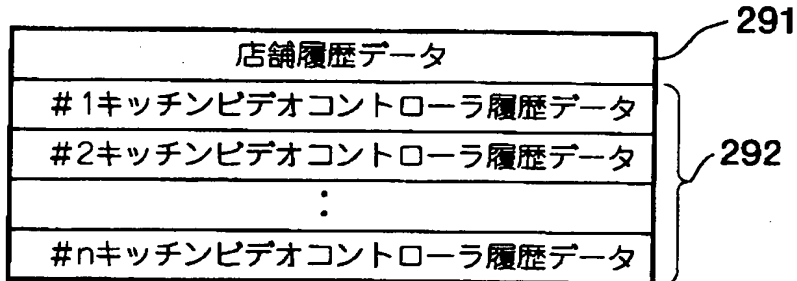 291
店舗履歴データ
#1キッチンビデオコントローラ履歴データ
#2キッチンビデオコントローラ履歴データ
292
:
#nキッチンビデオコントローラ履歴データ